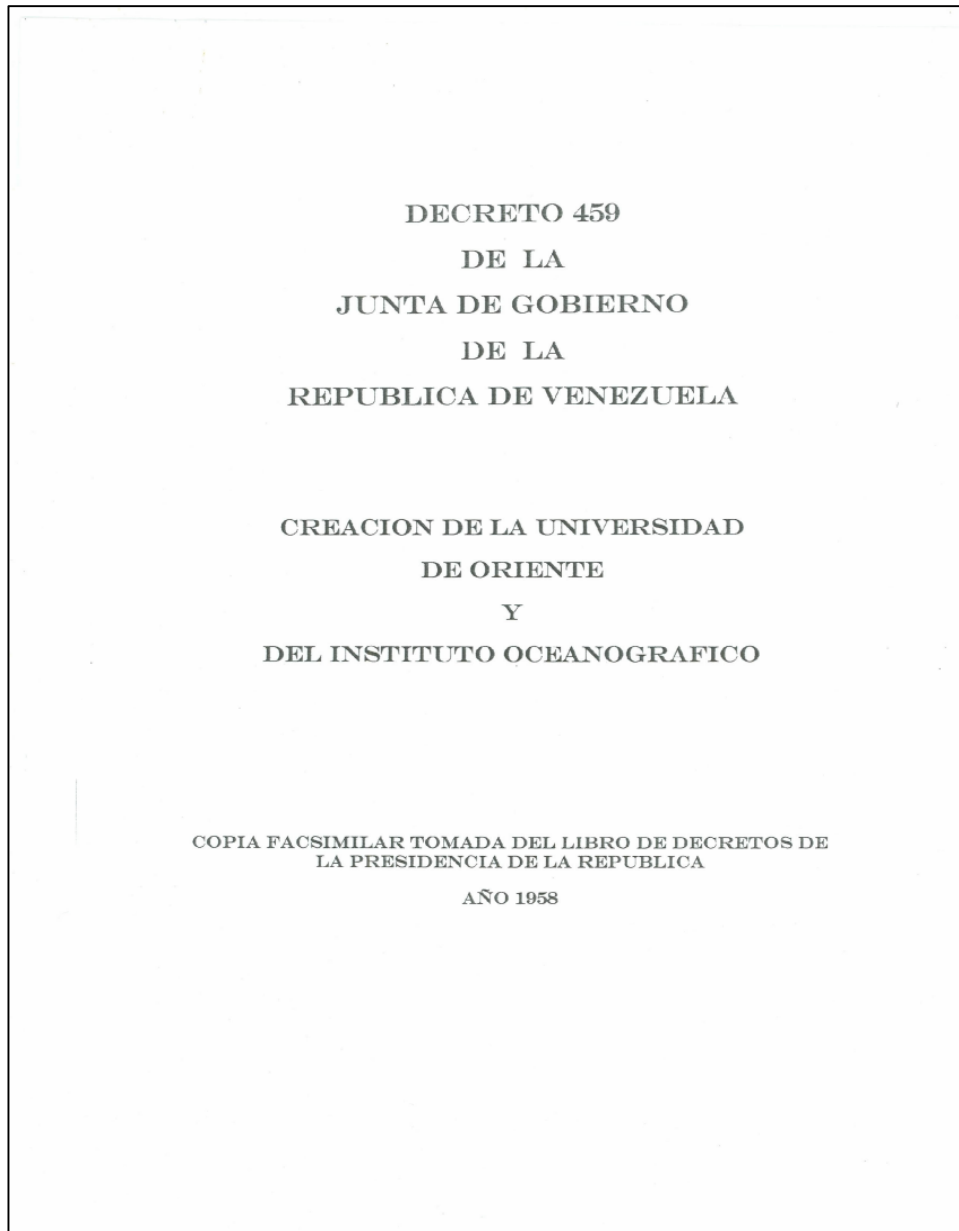 DECRETO 459
DE LA
JUNTA DE GOBIERNO
DE LA
REPUBLICA DE VENEZUELA
CREACION DE LA UNIVERSIDAD
DE ORIENTE
Y
DEL INSTITUTO OCEANOGRAFICO
COPIA FACSIMILAR TOMADA DEL LIBRO DE DECRETOS DE
LA PRESIDENCIA DE LA REPUBLICA
AÑO 1958